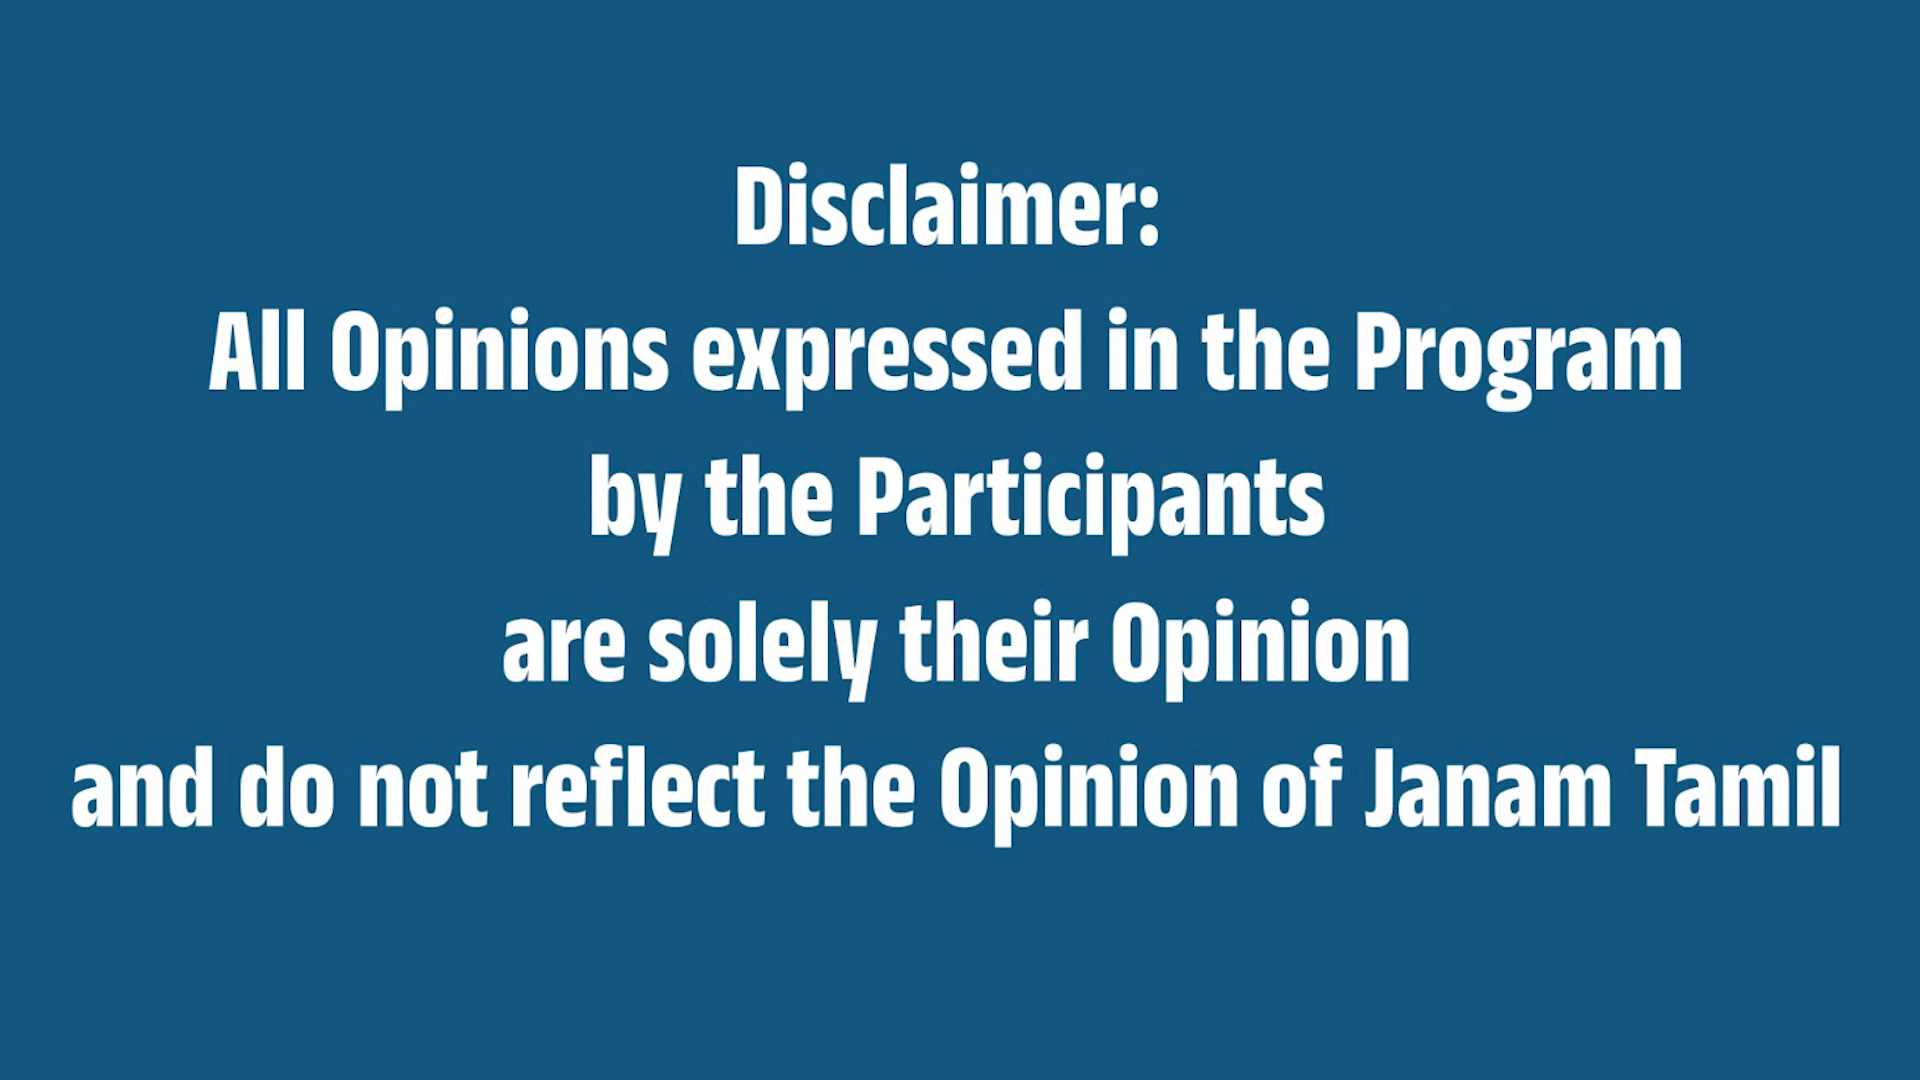 Disclaimer:
All Opinions expressed in the Program
by the Participants
are solely their Opinion
and do not reflect the Opinion of Janam Tamil